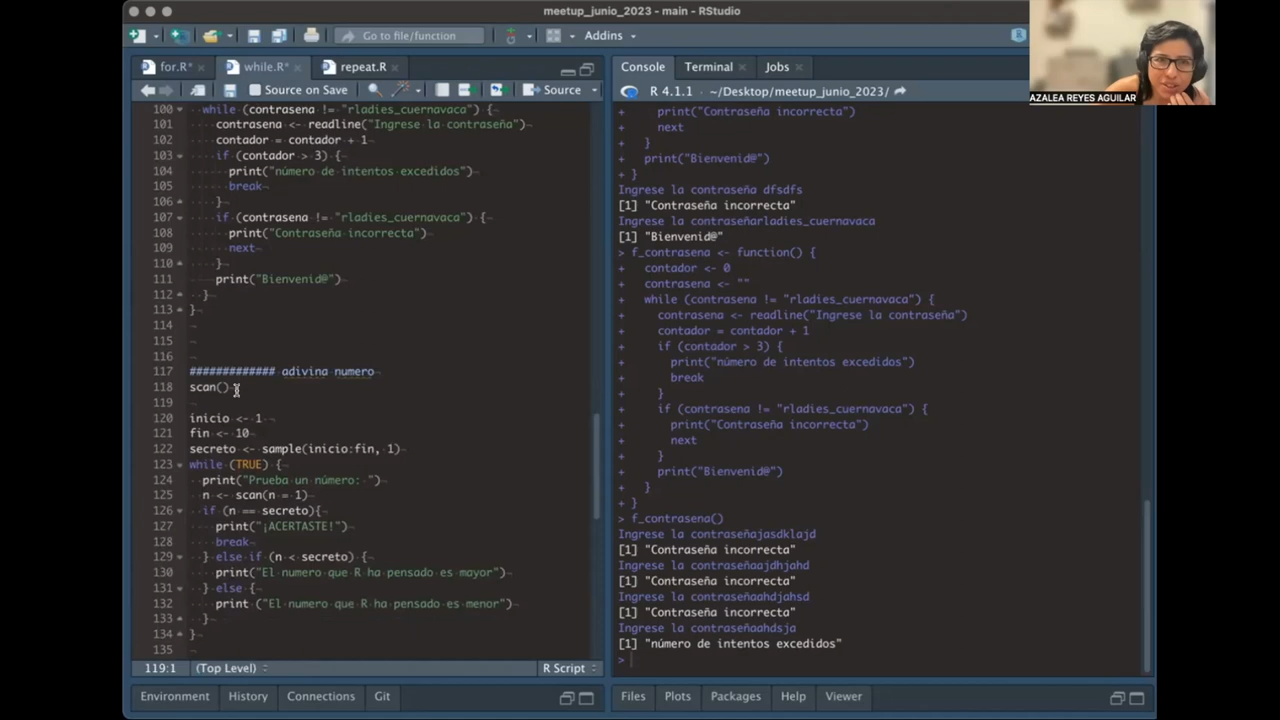 meetup_junio_2023 - main - RStudio
Go to file/function
Addins
for.R*
while.R*
repeat.R
Source on Save
Source
100 while (contrasena != "rladies_cuernavaca") {
101 contrasena <- readline("Ingrese la contraseña")
102 contador = contador + 1
103 if (contador > 3) {
104 print("número de intentos excedidos")
105 break
106 }
107 if (contrasena != "rladies_cuernavaca") {
108 print("Contraseña incorrecta")
109 next
110 }
111 print("Bienvenid@")
112 }
113 }
114
115
116
117 ############# adivina numero
118 scan()
119
120 inicio <- 1
121 fin <- 10
122 secreto <- sample(inicio:fin, 1)
123 while (TRUE) {
124 print("Prueba un número: ")
125 n <- scan(n = 1)
126 if (n == secreto){
127 print("¡ACERTASTE!")
128 break
129 } else if (n < secreto) {
130 print("El numero que R ha pensado es mayor")
131 } else {
132 print ("El numero que R ha pensado es menor")
133 }
134 }
135
119:1
(Top Level)
R Script
Environment
History
Connections
Git
Console
Terminal
Jobs
R 4.1.1 · ~/Desktop/meetup_junio_2023/
+ print("Contraseña incorrecta")
+ next
+ }
+ print("Bienvenid@")
+ }
Ingrese la contraseña dfsdfs
[1] "Contraseña incorrecta"
Ingrese la contraseñarladies_cuernavaca
[1] "Bienvenid@"
> f_contrasena <- function() {
+ contador <- 0
+ contrasena <- ""
+ while (contrasena != "rladies_cuernavaca") {
+ contrasena <- readline("Ingrese la contraseña")
+ contador = contador + 1
+ if (contador > 3) {
+ print("número de intentos excedidos")
+ break
+ }
+ if (contrasena != "rladies_cuernavaca") {
+ print("Contraseña incorrecta")
+ next
+ }
+ print("Bienvenid@")
+ }
+ }
> f_contrasena()
Ingrese la contraseñajasdklajd
[1] "Contraseña incorrecta"
Ingrese la contraseñaajdhjahd
[1] "Contraseña incorrecta"
Ingrese la contraseñaahdjahsd
[1] "Contraseña incorrecta"
Ingrese la contraseñaahdsja
[1] "número de intentos excedidos"
>
Files
Plots
Packages
Help
Viewer
AZALEA REYES AGUILAR